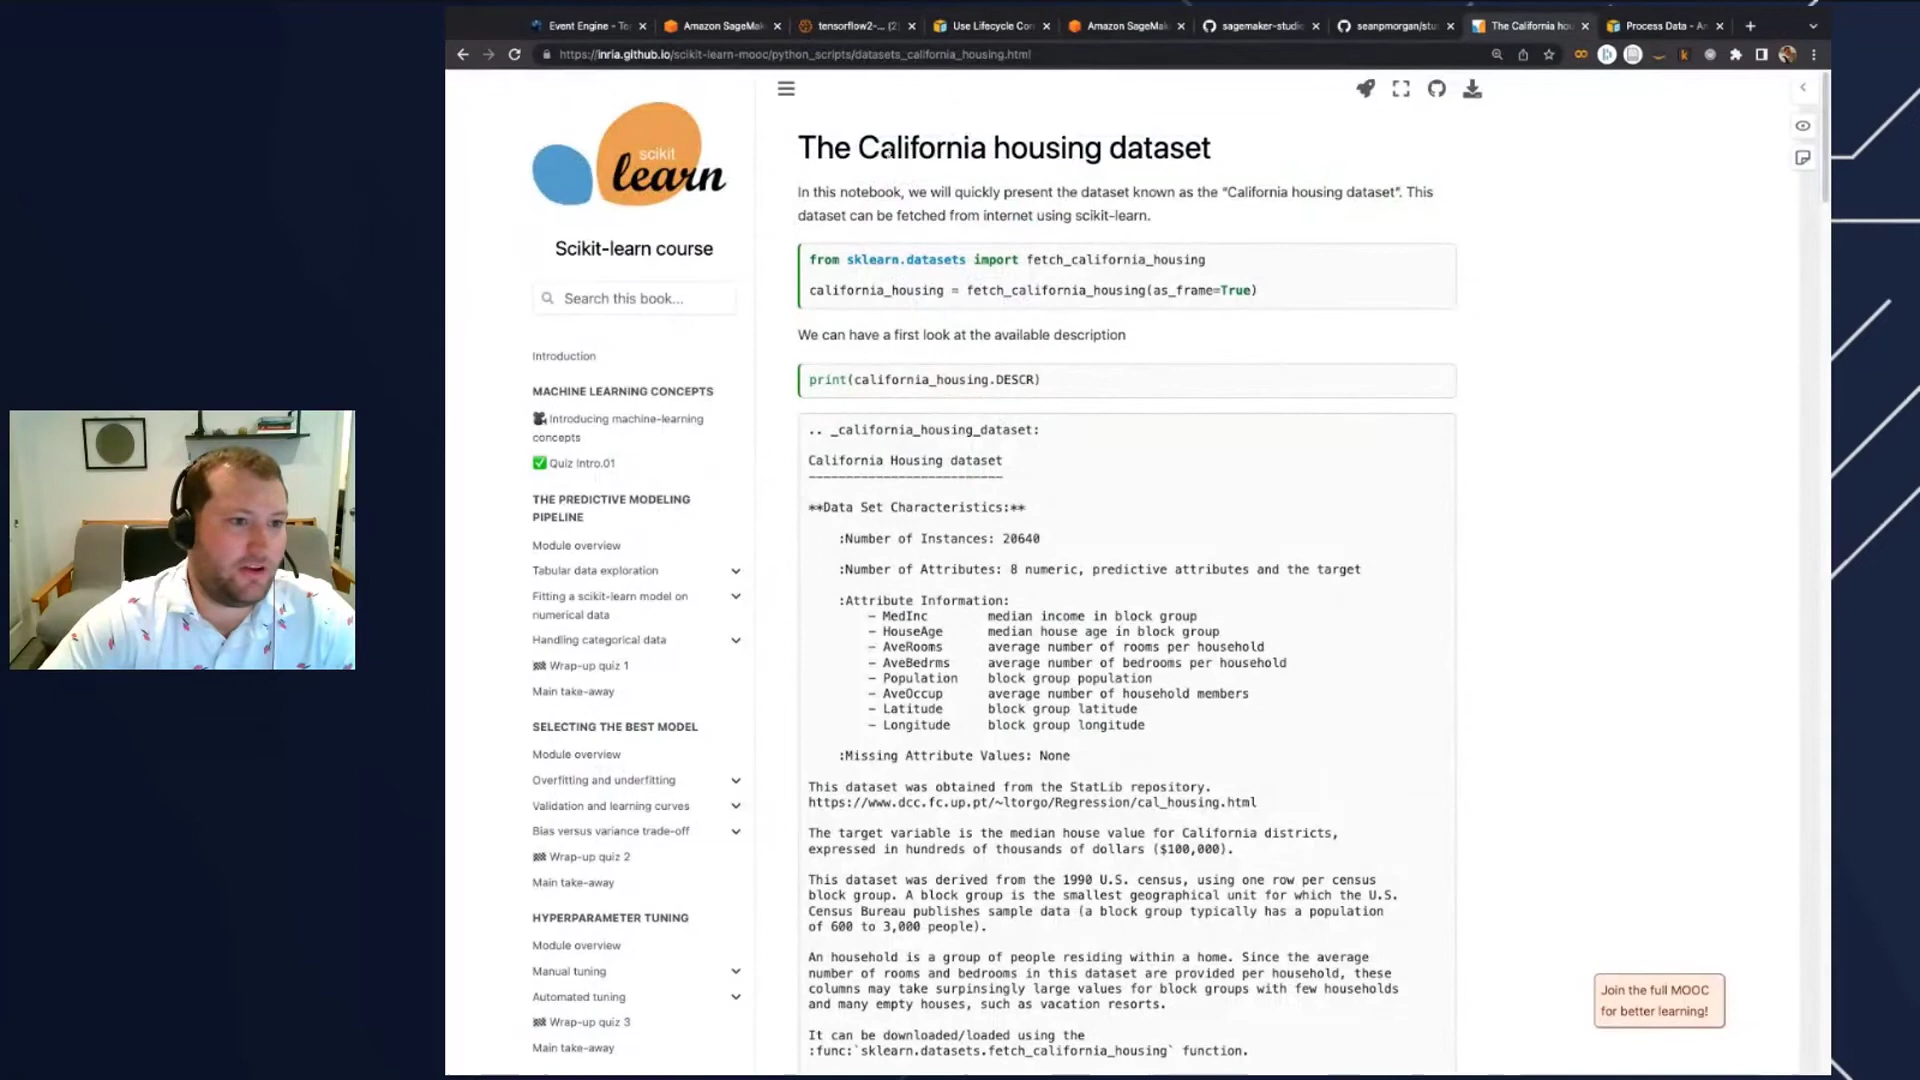 Event Engine - Te
Amazon SageMak
tensorflow2-... (2)
Use Lifecycle Con
Amazon SageMak
sagemaker-studio
seanpmorgan/stu
The California hou
Process Data - An
https://inria.github.io/scikit-learn-mooc/python_scripts/datasets_california_housing.html
scikit
learn
Scikit-learn course
Search this book...
Introduction
MACHINE LEARNING CONCEPTS
Introducing machine-learning
concepts
Quiz Intro.01
THE PREDICTIVE MODELING
PIPELINE
Module overview
Tabular data exploration
Fitting a scikit-learn model on
numerical data
Handling categorical data
Wrap-up quiz 1
Main take-away
SELECTING THE BEST MODEL
Module overview
Overfitting and underfitting
Validation and learning curves
Bias versus variance trade-off
Wrap-up quiz 2
Main take-away
HYPERPARAMETER TUNING
Module overview
Manual tuning
Automated tuning
Wrap-up quiz 3
Main take-away
The California housing dataset
In this notebook, we will quickly present the dataset known as the “California housing dataset”. This
dataset can be fetched from internet using scikit-learn.
from sklearn.datasets import fetch_california_housing
california_housing = fetch_california_housing(as_frame=True)
We can have a first look at the available description
print(california_housing.DESCR)
.. _california_housing_dataset:
California Housing dataset
--------------------------
**Data Set Characteristics:**
:Number of Instances: 20640
:Number of Attributes: 8 numeric, predictive attributes and the target
:Attribute Information:
- MedInc median income in block group
- HouseAge median house age in block group
- AveRooms average number of rooms per household
- AveBedrms average number of bedrooms per household
- Population block group population
- AveOccup average number of household members
- Latitude block group latitude
- Longitude block group longitude
:Missing Attribute Values: None
This dataset was obtained from the StatLib repository.
https://www.dcc.fc.up.pt/~ltorgo/Regression/cal_housing.html
The target variable is the median house value for California districts,
expressed in hundreds of thousands of dollars ($100,000).
This dataset was derived from the 1990 U.S. census, using one row per census
block group. A block group is the smallest geographical unit for which the U.S.
Census Bureau publishes sample data (a block group typically has a population
of 600 to 3,000 people).
An household is a group of people residing within a home. Since the average
number of rooms and bedrooms in this dataset are provided per household, these
columns may take surpinsingly large values for block groups with few households
and many empty houses, such as vacation resorts.
It can be downloaded/loaded using the
:func:`sklearn.datasets.fetch_california_housing` function.
Join the full MOOC
for better learning!